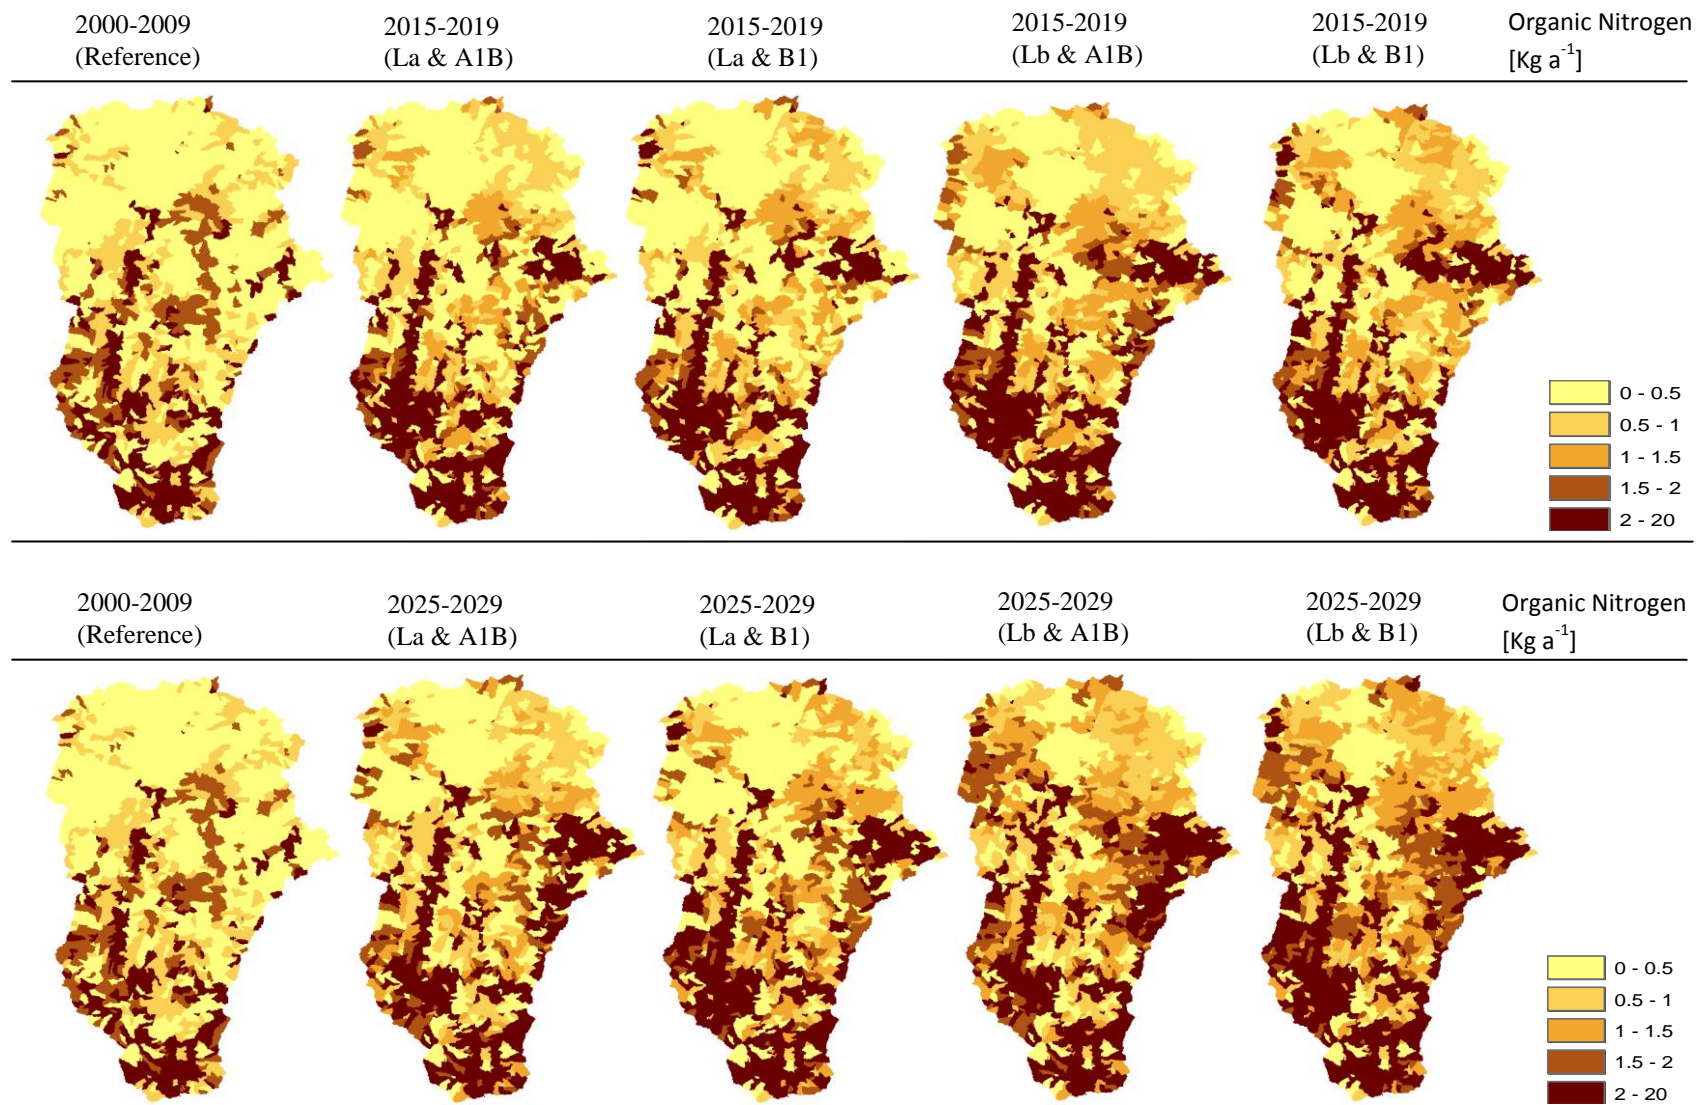 2000-2009 2015-2019 2015-2019 2015-2019 2015-2019 Organic Nitrogen
(Reference) (La & A1B) (La & B1) (Lb & A1B) (Lb & B1) [Kg a⁻¹]
0 - 0.5
0.5 - 1
1 - 1.5
1.5 - 2
2 - 20
2000-2009 2025-2029 2025-2029 2025-2029 2025-2029 Organic Nitrogen
(Reference) (La & A1B) (La & B1) (Lb & A1B) (Lb & B1) [Kg a⁻¹]
0 - 0.5
0.5 - 1
1 - 1.5
1.5 - 2
2 - 20